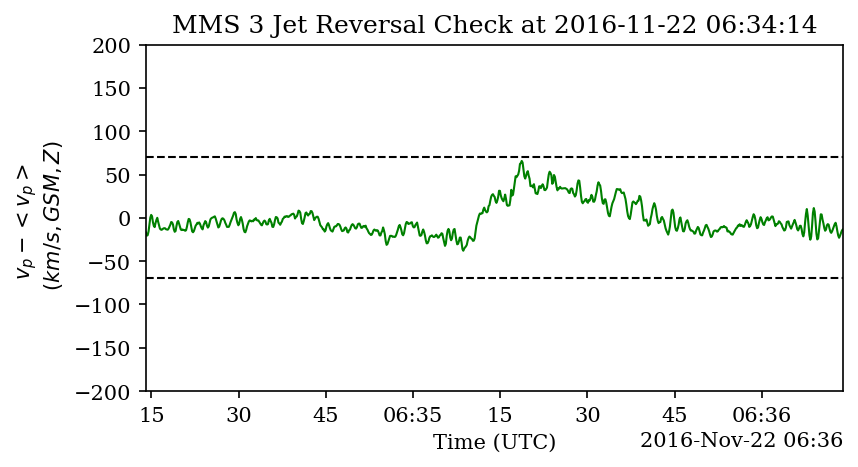 MMS 3 Jet Reversal Check at 2016-11-22 06:34:14
v_p − < v_p >
(km/s, GSM, Z)
200
150
100
50
0
−50
−100
−150
−200
15 30 45 06:35 15 30 45 06:36
Time (UTC)
2016-Nov-22 06:36